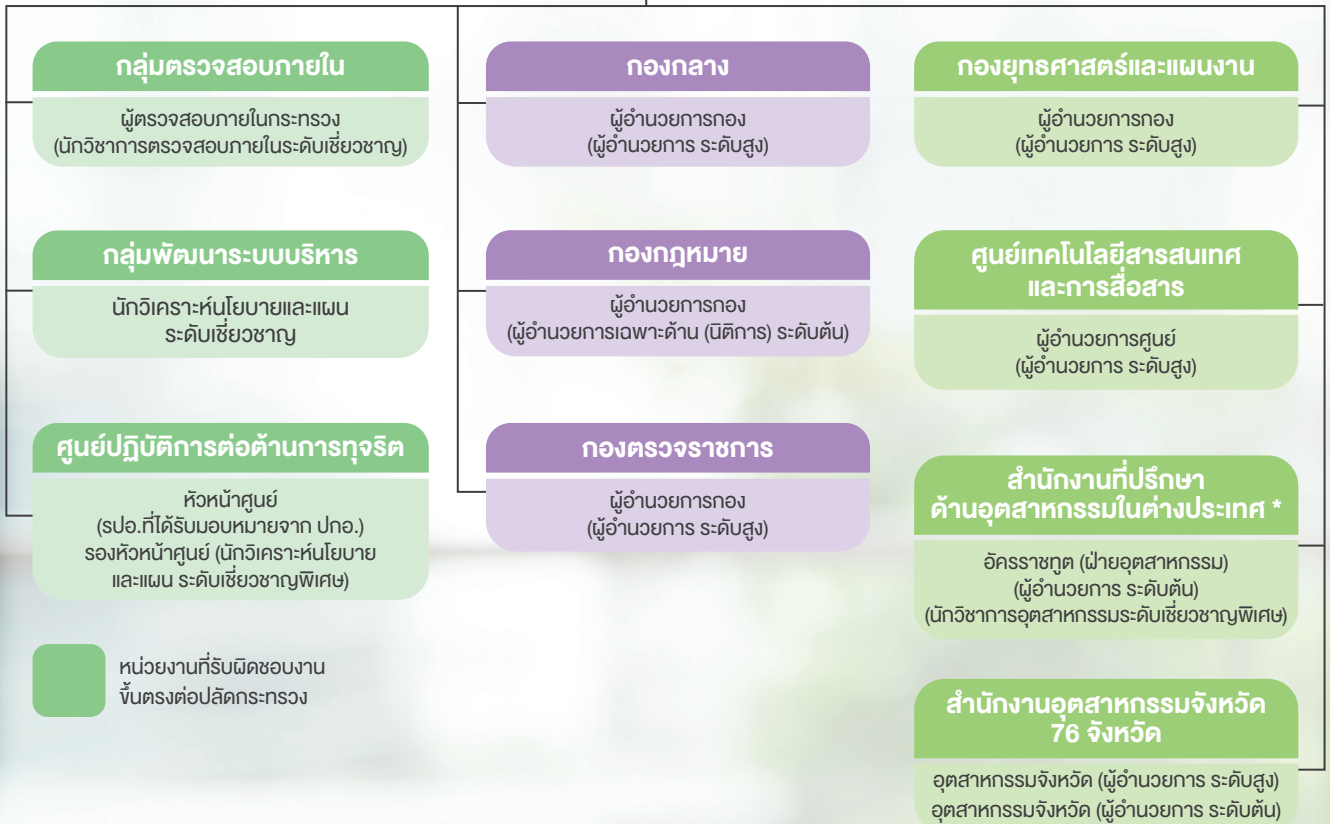 กลุ่มตรวจสอบภายใน
ผู้ตรวจสอบภายในกระทรวง
(นักวิชาการตรวจสอบภายในระดับเชี่ยวชาญ)
กลุ่มพัฒนาระบบบริหาร
นักวิเคราะห์นโยบายและแผน
ระดับเชี่ยวชาญ
ศูนย์ปฏิบัติการต่อต้านการทุจริต
หัวหน้าศูนย์
(รปอ.ที่ได้รับมอบหมายจาก ปกอ.)
รองหัวหน้าศูนย์ (นักวิเคราะห์นโยบาย
และแผน ระดับเชี่ยวชาญพิเศษ)
หน่วยงานที่รับผิดชอบงาน
ขึ้นตรงต่อปลัดกระทรวง
กองกลาง
ผู้อำนวยการกอง
(ผู้อำนวยการ ระดับสูง)
กองกฎหมาย
ผู้อำนวยการกอง
(ผู้อำนวยการเฉพาะด้าน (นิติการ) ระดับต้น)
กองตรวจราชการ
ผู้อำนวยการกอง
(ผู้อำนวยการ ระดับสูง)
กองยุทธศาสตร์และแผนงาน
ผู้อำนวยการกอง
(ผู้อำนวยการ ระดับสูง)
ศูนย์เทคโนโลยีสารสนเทศ
และการสื่อสาร
ผู้อำนวยการศูนย์
(ผู้อำนวยการ ระดับสูง)
สำนักงานที่ปรึกษา
ด้านอุตสาหกรรมในต่างประเทศ *
อัครราชทูต (ฝ่ายอุตสาหกรรม)
(ผู้อำนวยการ ระดับต้น)
(นักวิชาการอุตสาหกรรมระดับเชี่ยวชาญพิเศษ)
สำนักงานอุตสาหกรรมจังหวัด
76 จังหวัด
อุตสาหกรรมจังหวัด (ผู้อำนวยการ ระดับสูง)
อุตสาหกรรมจังหวัด (ผู้อำนวยการ ระดับต้น)